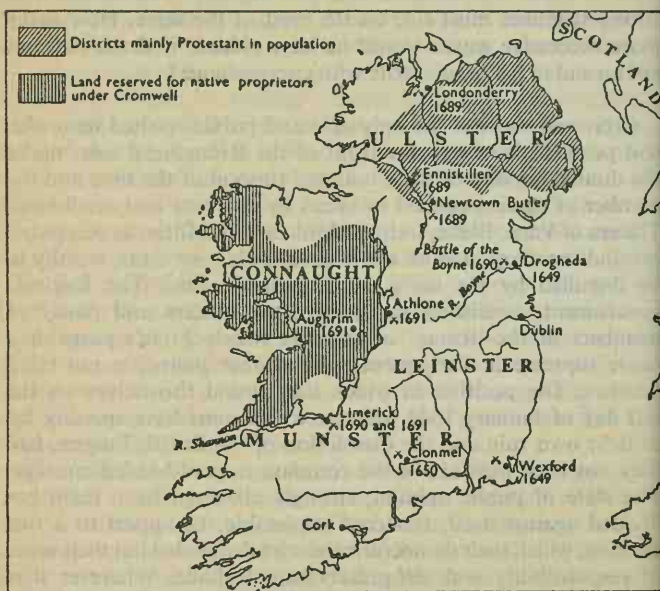 Districts mainly Protestant in population
Land reserved for native proprietors
under Cromwell
SCOTLAND
Londonderry
1689
ULSTER
Enniskillen
1689
Newtown Butler
1689
Battle of the
Boyne 1690
Drogheda
1649
R. Boyne
CONNAUGHT
Athlone
1691
Aughrim
1691
Dublin
LEINSTER
Limerick
1690 and 1691
R. Shannon
MUNSTER
Clonmel
1650
Wexford
1649
Cork